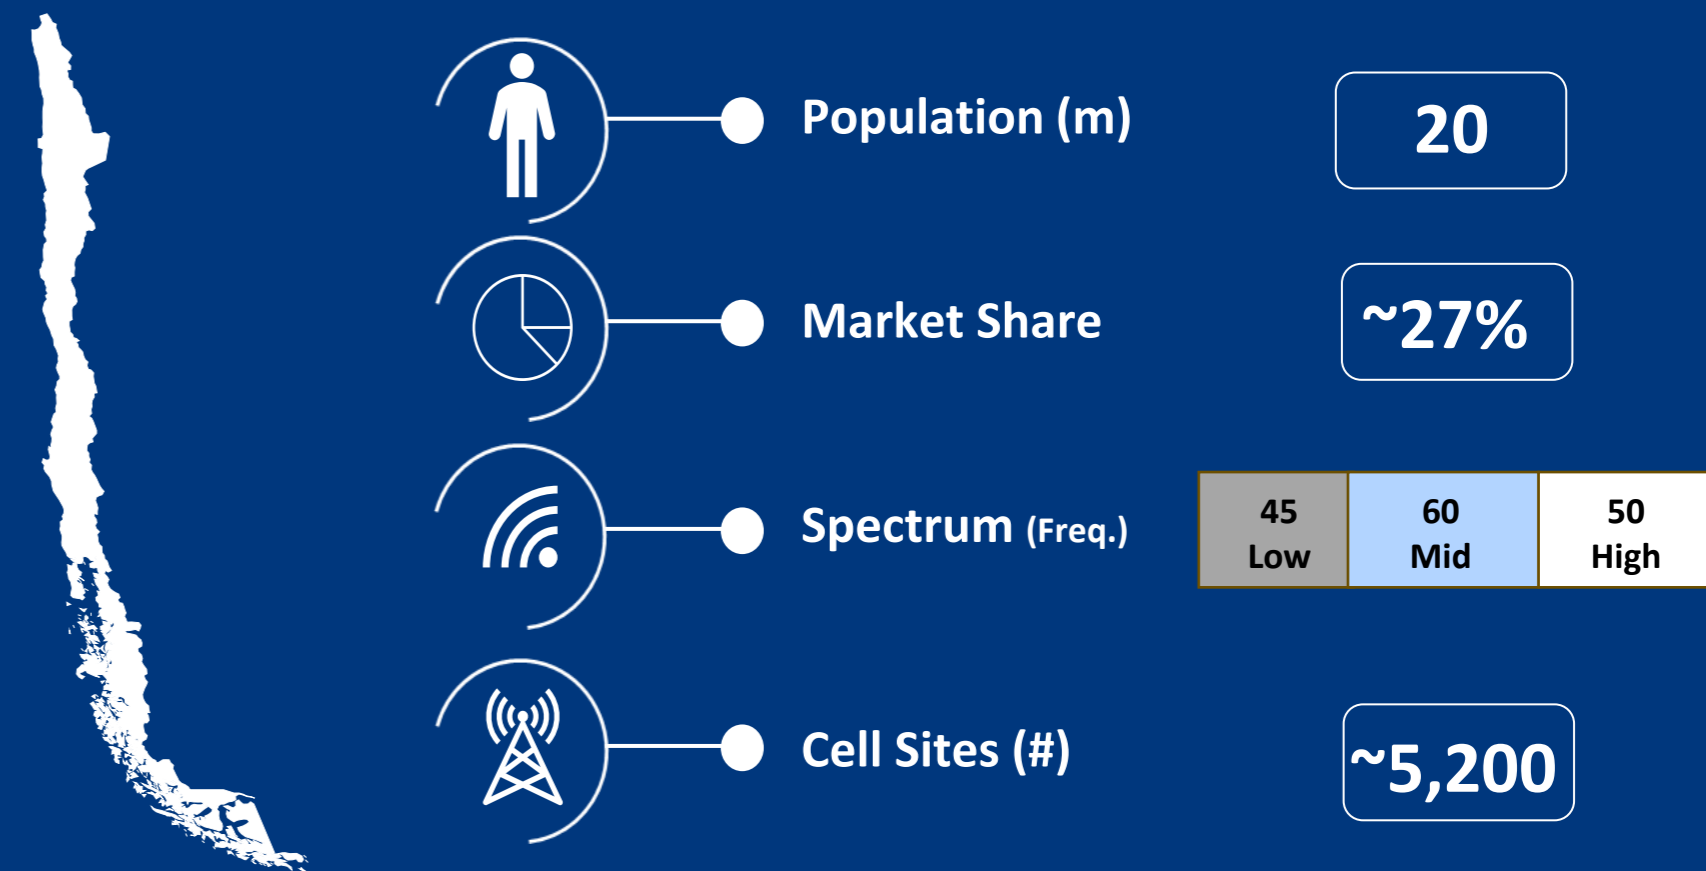 Population (m)
20
Market Share
~27%
Spectrum (Freq.)
45
Low
60
Mid
50
High
Cell Sites (#)
~5,200